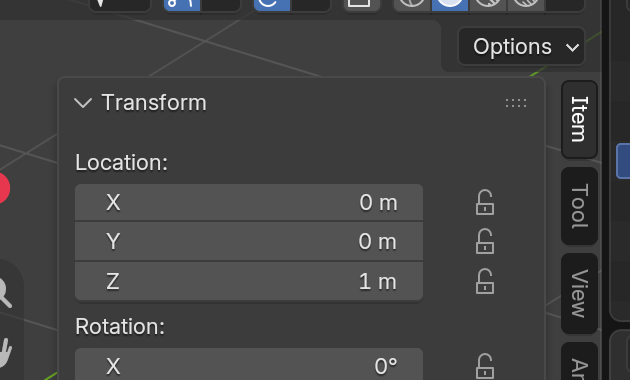 Options
Transform
Item
Location:
X 0 m
Y 0 m
Z 1 m
Tool
View
Rotation:
X 0°